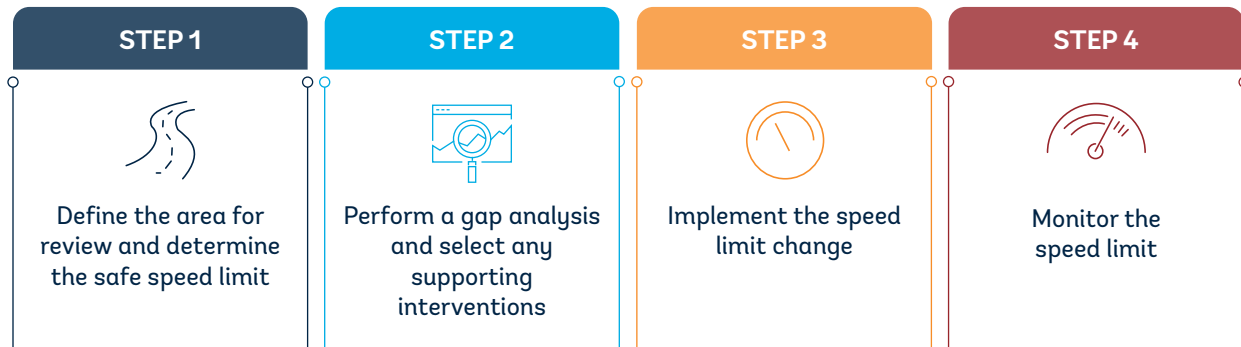 STEP 1
Define the area for
review and determine
the safe speed limit
STEP 2
Perform a gap analysis
and select any
supporting
interventions
STEP 3
Implement the speed
limit change
STEP 4
Monitor the
speed limit